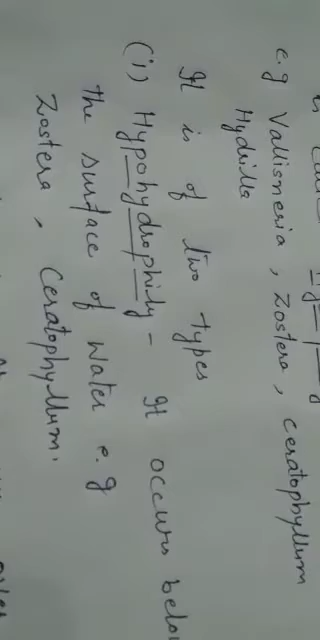 e.g Vallisneria, Zostera, Ceratophyllum
Hydrilla
It is of two types
(i) Hypohydrophily - It occurs below
the surface of water e.g
Zostera, Ceratophyllum.